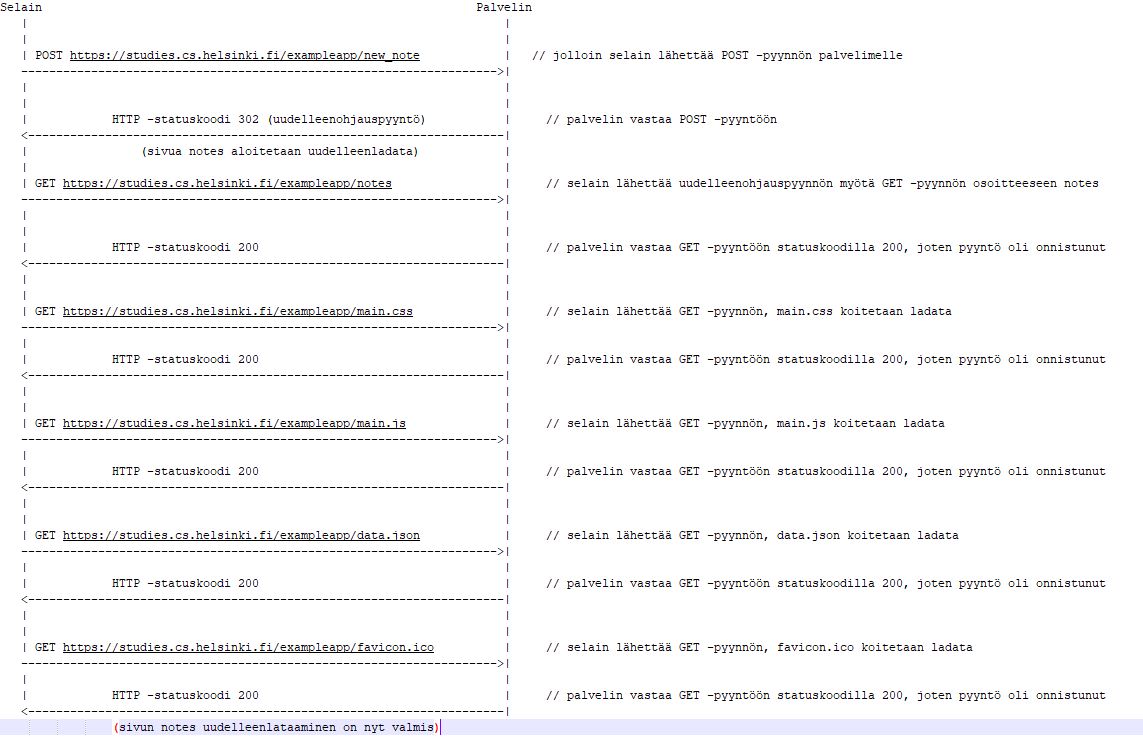 Selain Palvelin
| |
| |
| POST https://studies.cs.helsinki.fi/exampleapp/new_note | // jolloin selain lähettää POST -pyynnön palvelimelle
-------------------------------------------------------------------->|
| |
| |
| HTTP -statuskoodi 302 (uudelleenohjauspyyntö) | // palvelin vastaa POST -pyyntöön
<--------------------------------------------------------------------|
| (sivua notes aloitetaan uudelleenladata) |
| |
| GET https://studies.cs.helsinki.fi/exampleapp/notes | // selain lähettää uudelleenohjauspyynnön myötä GET -pyynnön osoitteeseen notes
-------------------------------------------------------------------->|
| |
| |
| HTTP -statuskoodi 200 | // palvelin vastaa GET -pyyntöön statuskoodilla 200, joten pyyntö oli onnistunut
<--------------------------------------------------------------------|
| |
| |
| GET https://studies.cs.helsinki.fi/exampleapp/main.css | // selain lähettää GET -pyynnön, main.css koitetaan ladata
-------------------------------------------------------------------->|
| |
| HTTP -statuskoodi 200 | // palvelin vastaa GET -pyyntöön statuskoodilla 200, joten pyyntö oli onnistunut
<--------------------------------------------------------------------|
| |
| |
| GET https://studies.cs.helsinki.fi/exampleapp/main.js | // selain lähettää GET -pyynnön, main.js koitetaan ladata
-------------------------------------------------------------------->|
| |
| HTTP -statuskoodi 200 | // palvelin vastaa GET -pyyntöön statuskoodilla 200, joten pyyntö oli onnistunut
<--------------------------------------------------------------------|
| |
| |
| GET https://studies.cs.helsinki.fi/exampleapp/data.json | // selain lähettää GET -pyynnön, data.json koitetaan ladata
-------------------------------------------------------------------->|
| |
| HTTP -statuskoodi 200 | // palvelin vastaa GET -pyyntöön statuskoodilla 200, joten pyyntö oli onnistunut
<--------------------------------------------------------------------|
| |
| |
| GET https://studies.cs.helsinki.fi/exampleapp/favicon.ico | // selain lähettää GET -pyynnön, favicon.ico koitetaan ladata
-------------------------------------------------------------------->|
| |
| HTTP -statuskoodi 200 | // palvelin vastaa GET -pyyntöön statuskoodilla 200, joten pyyntö oli onnistunut
<--------------------------------------------------------------------|
(sivun notes uudelleenlataaminen on nyt valmis)